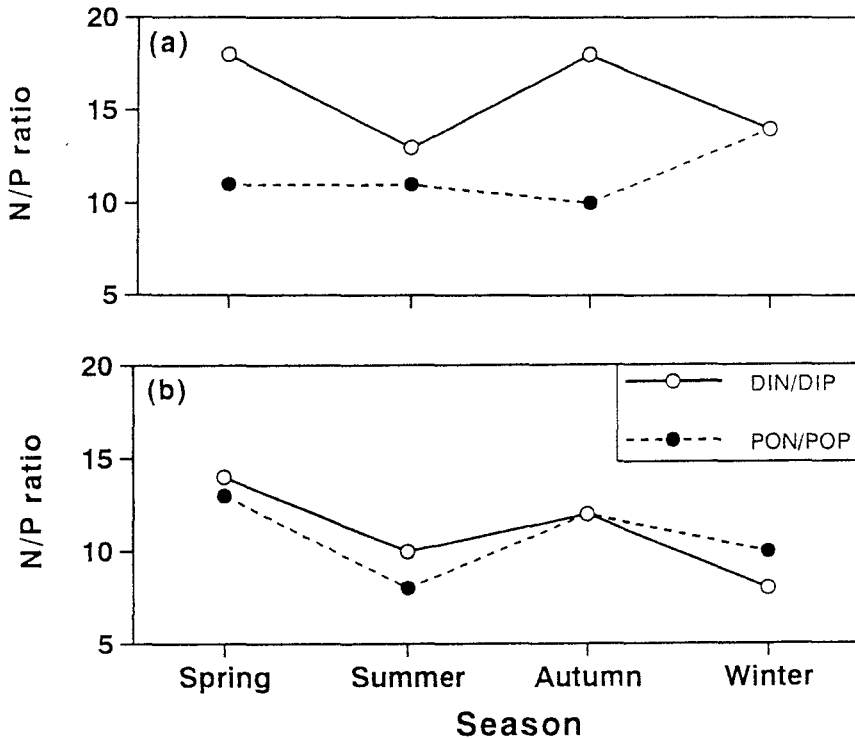 (a)
20
15
10
5
N/P ratio
(b)
20
15
10
5
N/P ratio
DIN/DIP
PON/POP
Spring Summer Autumn Winter
Season